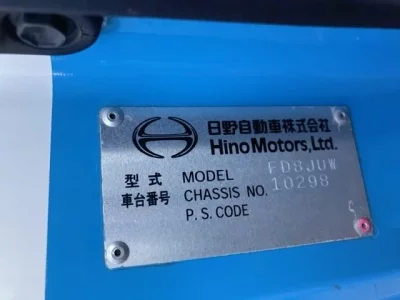 日野自動車株式会社
Hino Motors, Ltd.
型式 MODEL FD8JUW
車台番号 CHASSIS NO. 10298
P.S.CODE